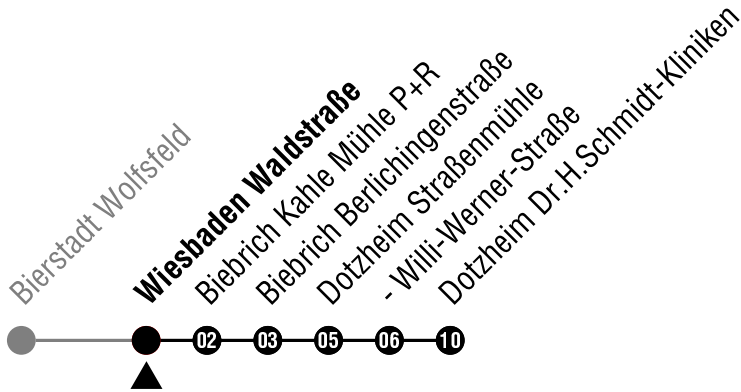 Bierstadt Wolfsfeld
Wiesbaden Waldstraße
Biebrich Kahle Mühle P+R
Biebrich Berlichingenstraße
Dotzheim Straßenmühle
- Willi-Werner-Straße
Dotzheim Dr.H.Schmidt-Kliniken
02 03 05 06 10